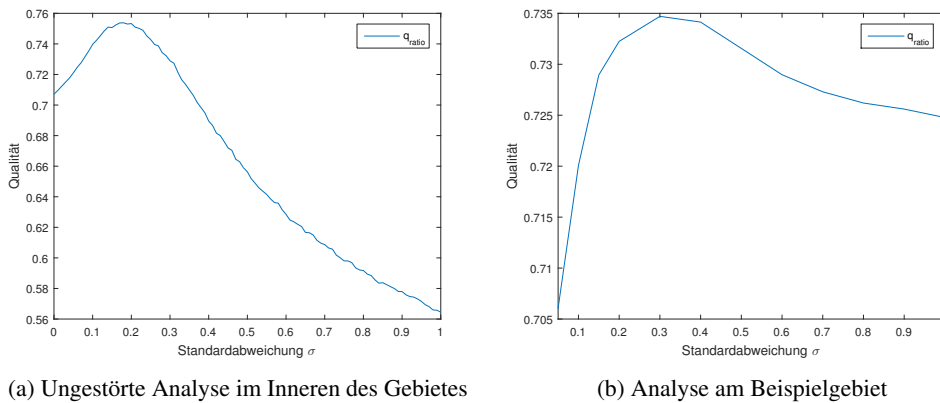 0.76
0.74
0.72
0.7
0.68
0.66
0.64
0.62
0.6
0.58
0.56
Qualität
0 0.1 0.2 0.3 0.4 0.5 0.6 0.7 0.8 0.9 1
Standardabweichung σ
q_ratio
(a) Ungestörte Analyse im Inneren des Gebietes
0.735
0.73
0.725
0.72
0.715
0.71
0.705
Qualität
0.1 0.2 0.3 0.4 0.5 0.6 0.7 0.8 0.9
Standardabweichung σ
q_ratio
(b) Analyse am Beispielgebiet